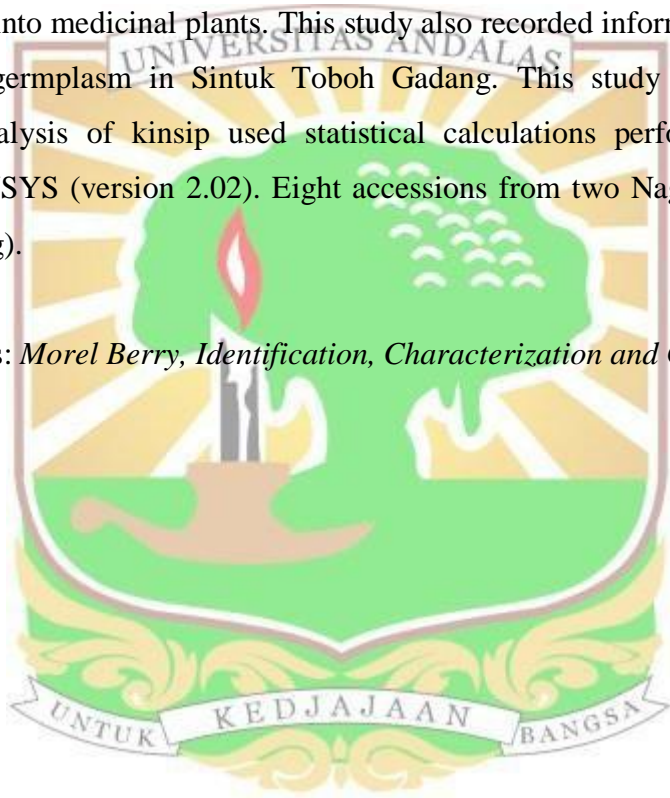 into medicinal plants. This study also recorded inform
UNIVERSITAS ANDALAS
germplasm in Sintuk Toboh Gadang. This study
alysis of kinsip used statistical calculations perfo
SYS (version 2.02). Eight accessions from two Nag
g).
s: Morel Berry, Identification, Characterization and
UNTUK KEDJAJAAN BANGSA